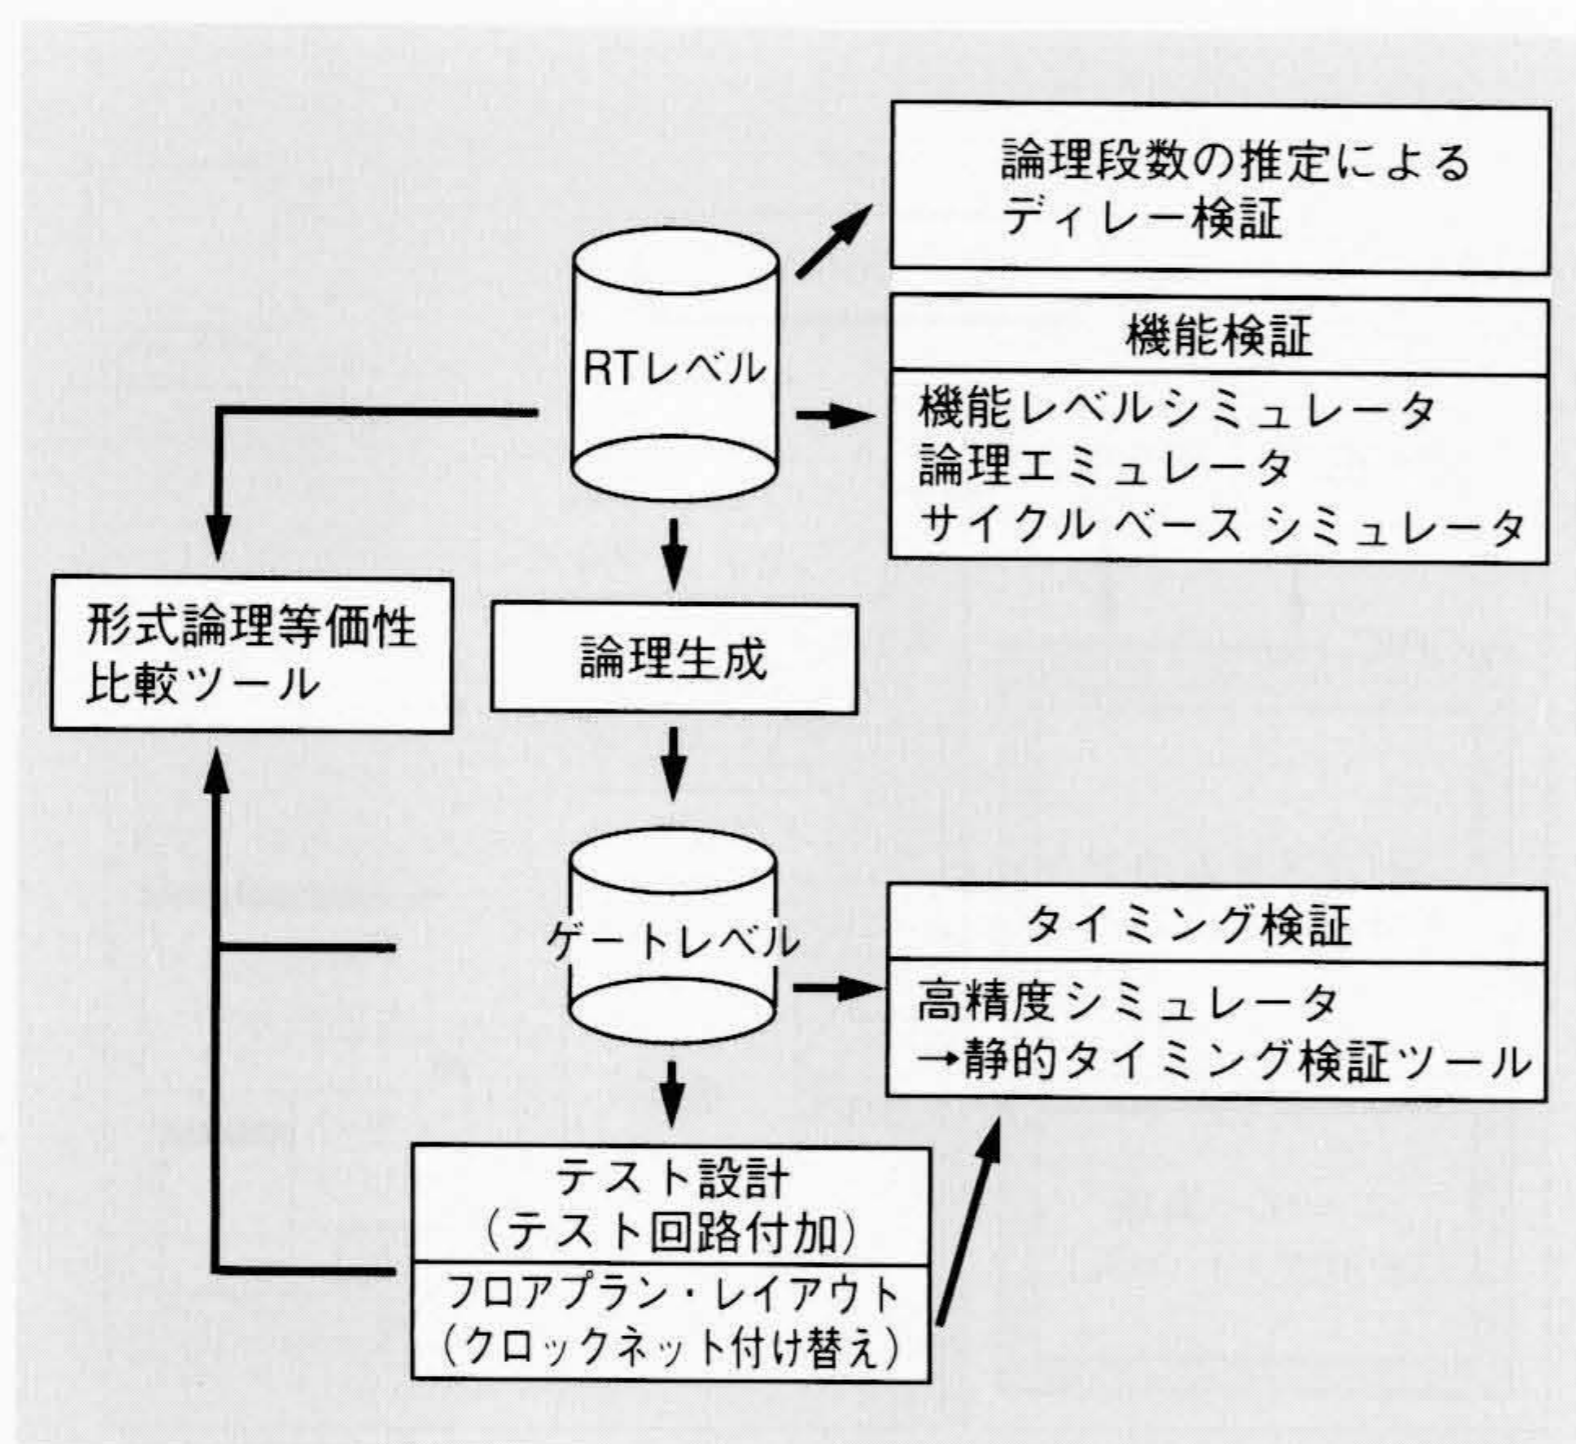 論理段数の推定による
ディレー検証
RTレベル
機能検証
機能レベルシミュレータ
論理エミュレータ
サイクル ベース シミュレータ
形式論理等価性
比較ツール
論理生成
ゲートレベル
タイミング検証
高精度シミュレータ
→静的タイミング検証ツール
テスト設計
(テスト回路付加)
フロアプラン・レイアウト
(クロックネット付け替え)